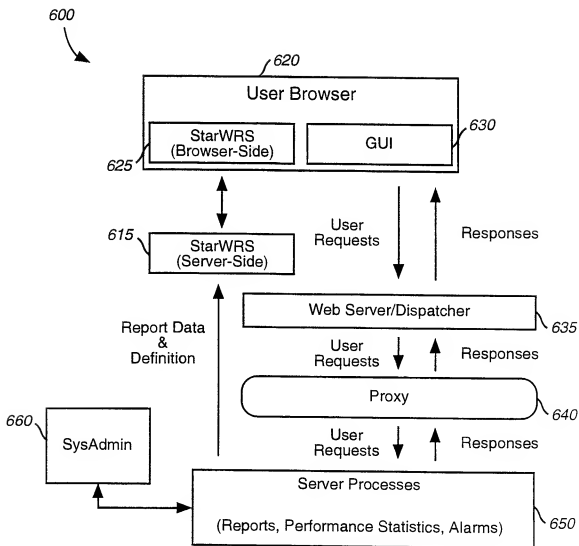 600
620
User Browser
StarWRS
(Browser-Side)
625
GUI
630
615
StarWRS
(Server-Side)
User
Requests
Responses
Report Data
&
Definition
Web Server/Dispatcher
635
User
Requests
Responses
Proxy
640
User
Requests
Responses
660
SysAdmin
Server Processes
(Reports, Performance Statistics, Alarms)
650